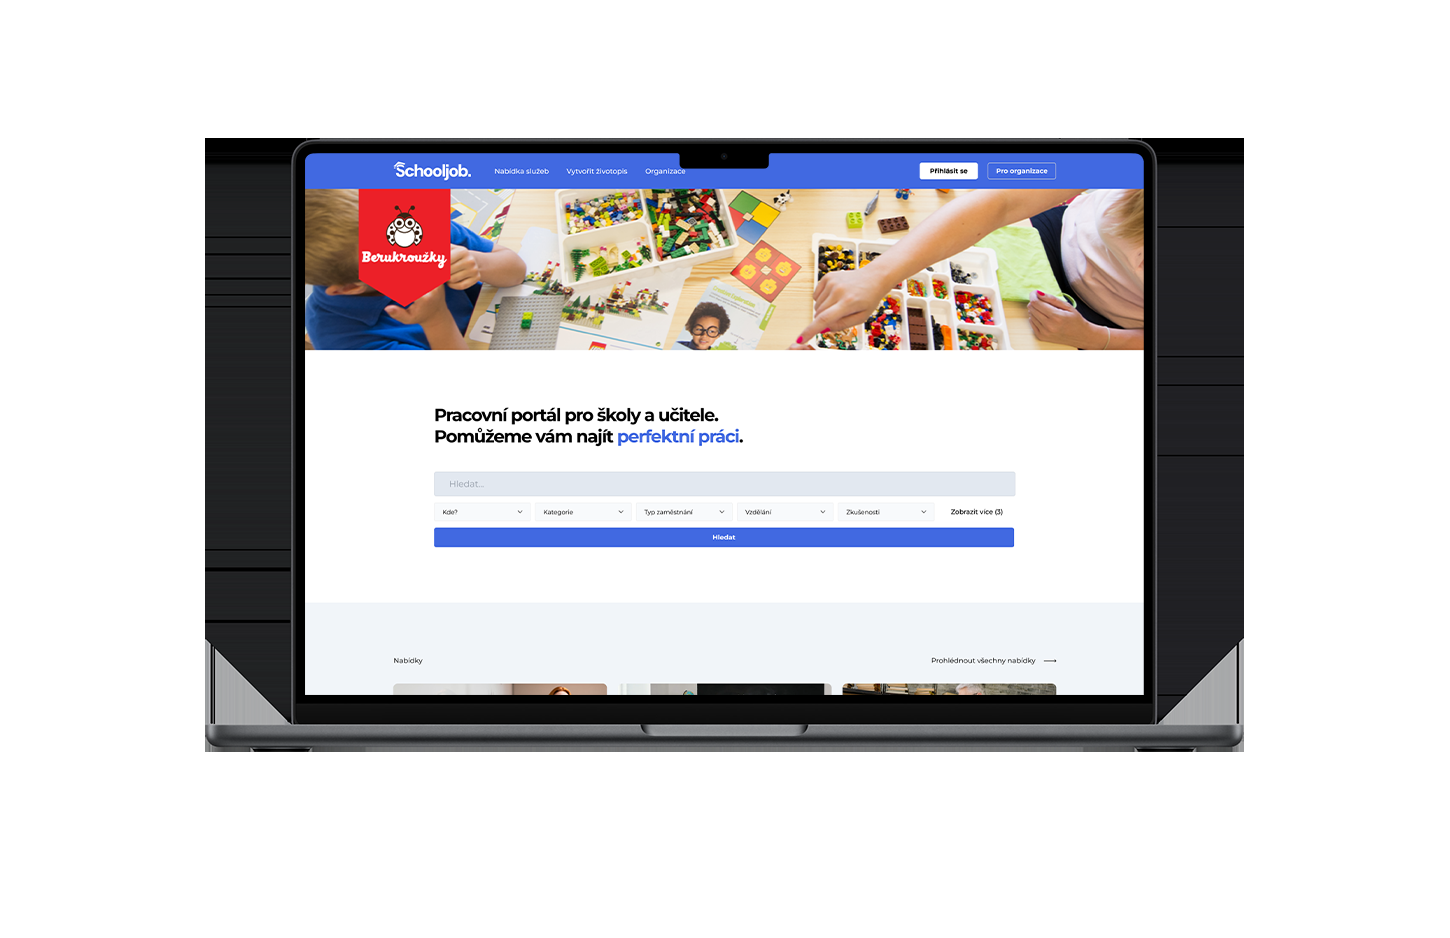 Schooljob.
Nabídka služeb
Vytvořit životopis
Organizace
Přihlásit se
Pro organizace
Berukroužky
Pracovní portál pro školy a učitele.
Pomůžeme vám najít perfektní práci.
Hledat...
Kde?
Kategorie
Typ zaměstnání
Vzdělání
Zkušenosti
Zobrazit více (3)
Hledat
Nabídky
Prohlédnout všechny nabídky